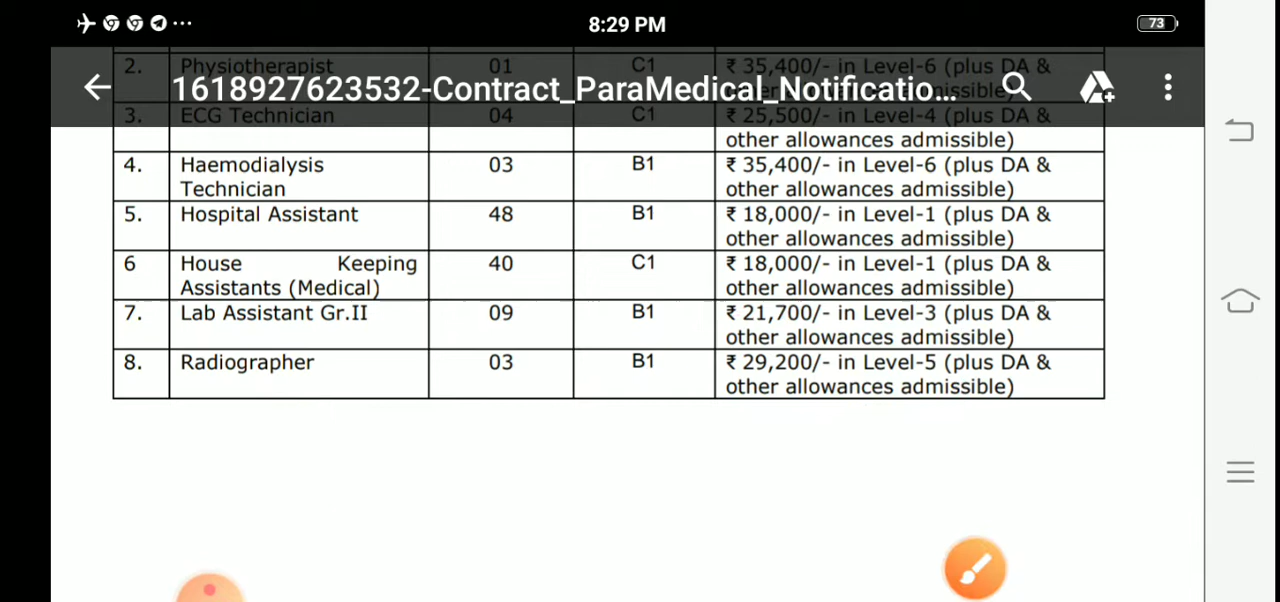 8:29 PM
73
1618927623532-Contract_ParaMedical_Notificatio...
2. Physiotherapist 01 C1 ₹ 35,400/- in Level-6 (plus DA &
3. ECG Technician 04 C1 ₹ 25,500/- in Level-4 (plus DA &
other allowances admissible)
4. Haemodialysis 03 B1 ₹ 35,400/- in Level-6 (plus DA &
Technician other allowances admissible)
5. Hospital Assistant 48 B1 ₹ 18,000/- in Level-1 (plus DA &
other allowances admissible)
6 House Keeping 40 C1 ₹ 18,000/- in Level-1 (plus DA &
Assistants (Medical) other allowances admissible)
7. Lab Assistant Gr.II 09 B1 ₹ 21,700/- in Level-3 (plus DA &
other allowances admissible)
8. Radiographer 03 B1 ₹ 29,200/- in Level-5 (plus DA &
other allowances admissible)